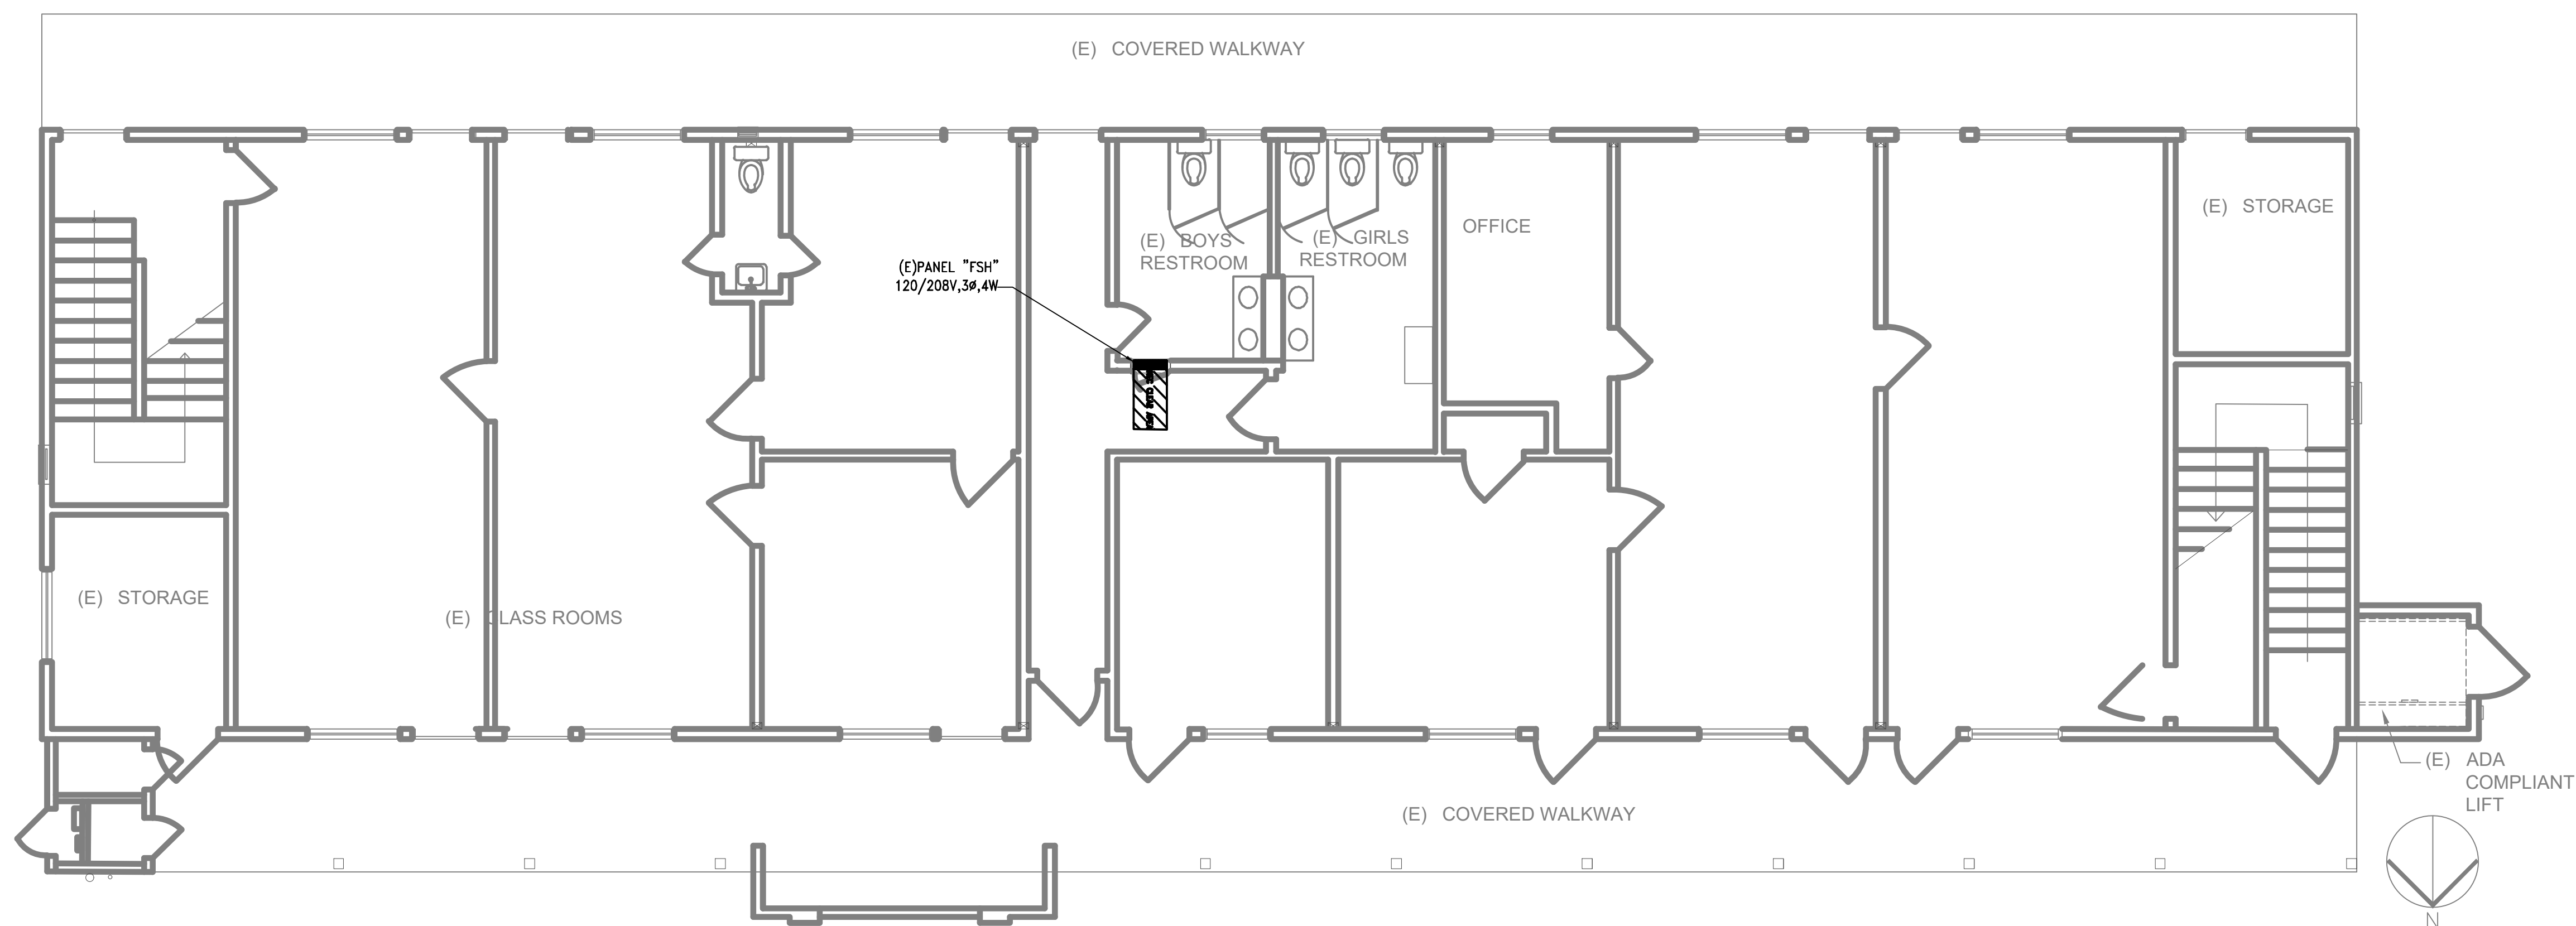 (E) COVERED WALKWAY
(E) STORAGE
OFFICE
(E) BOYS
RESTROOM
(E) GIRLS
RESTROOM
(E)PANEL "FSH"
120/208V,3ø,4W
(E) STORAGE
(E) CLASS ROOMS
(E) ADA
COMPLIANT
LIFT
(E) COVERED WALKWAY
N